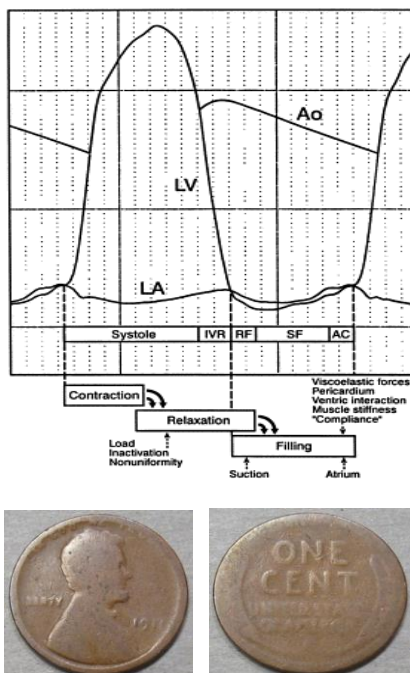 Ao
LV
LA
Systole IVR RF SF AC
Contraction
Relaxation
Filling
Viscoelastic forces
Pericardium
Ventric interaction
Muscle stiffness
"Compliance"
Load
Inactivation
Nonuniformity
Suction
Atrium
ONE
CENT